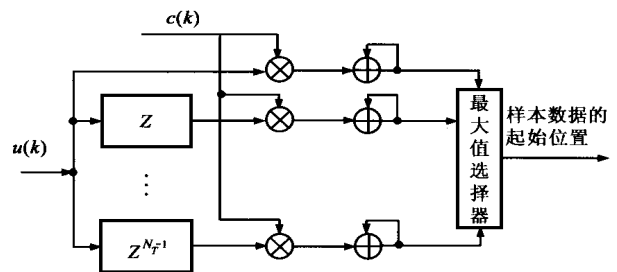 c(k)
Z
u(k)
⋮
Z^{N_T-1}
最大值选择器
样本数据的
起始位置